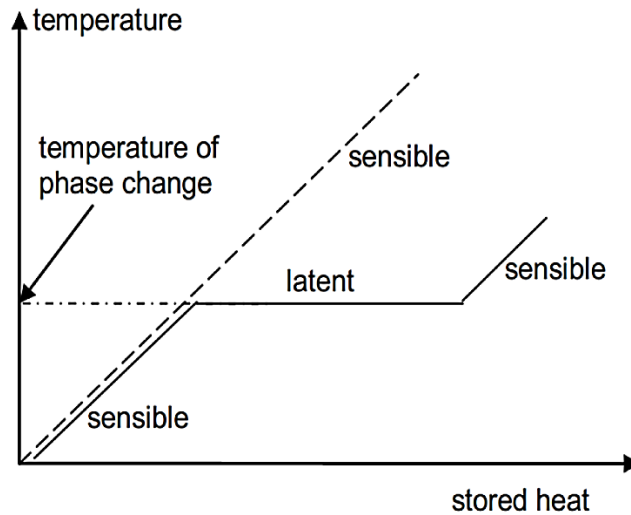 temperature
sensible
temperature of
phase change
latent
sensible
sensible
stored heat